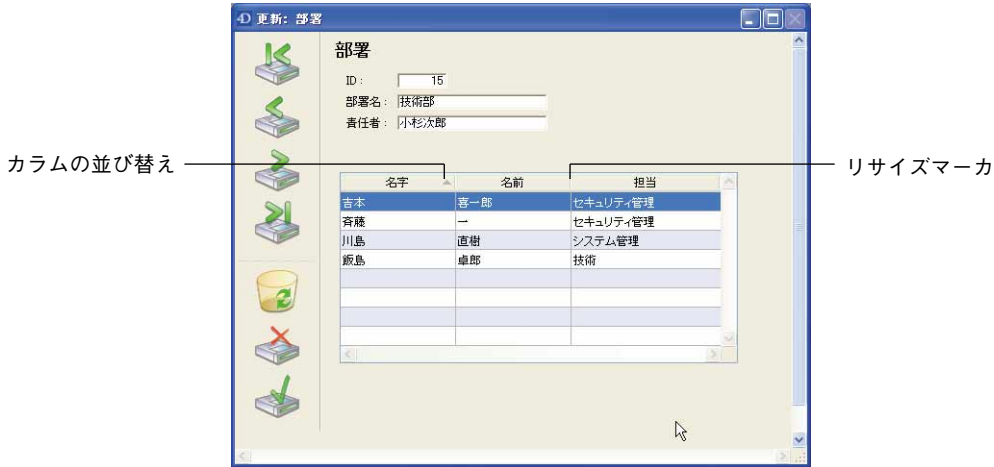 更新: 部署
部署
ID : 15
部署名 : 技術部
責任者 : 小杉次郎
カラムの並び替え
リサイズマーカ
名字 名前 担当
吉本 喜一郎 セキュリティ管理
斉藤 一 セキュリティ管理
川島 直樹 システム管理
飯島 卓郎 技術